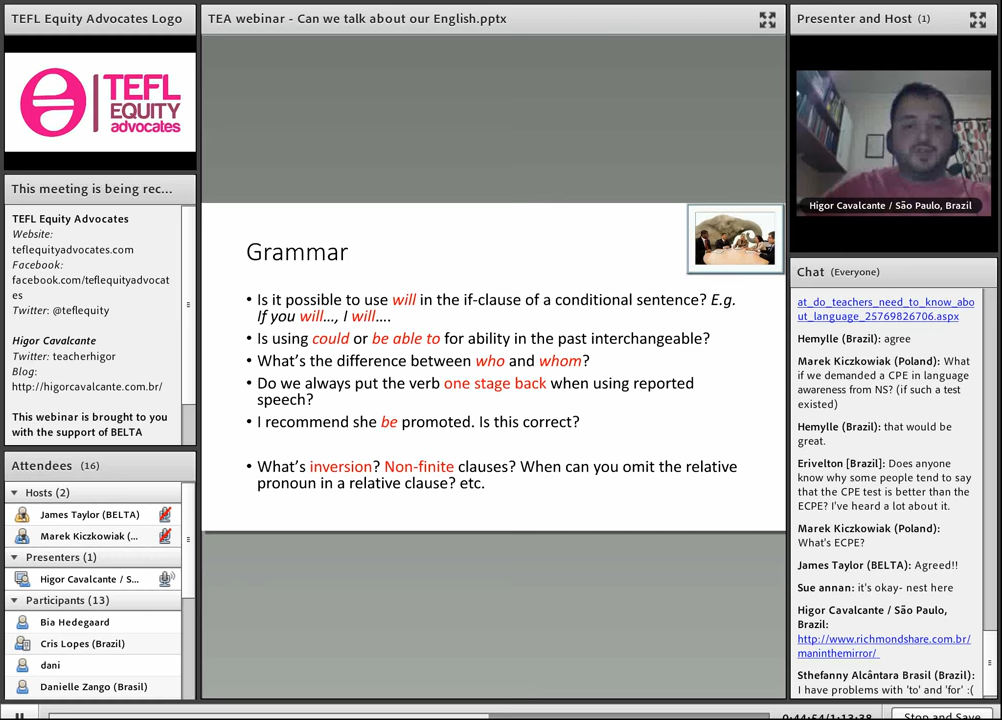 TEFL Equity Advocates Logo
TEFL
EQUITY
advocates
This meeting is being rec...
TEFL Equity Advocates
Website:
teflequityadvocates.com
Facebook:
facebook.com/teflequityadvocat
es
Twitter: @teflequity
Higor Cavalcante
Twitter: teacherhigor
Blog:
http://higorcavalcante.com.br/
This webinar is brought to you
with the support of BELTA
Attendees (16)
Hosts (2)
James Taylor (BELTA)
Marek Kiczkowiak (...
Presenters (1)
Higor Cavalcante / S...
Participants (13)
Bia Hedegaard
Cris Lopes (Brazil)
dani
Danielle Zango (Brasil)
TEA webinar - Can we talk about our English.pptx
Grammar
• Is it possible to use will in the if-clause of a conditional sentence? E.g.
If you will..., I will....
• Is using could or be able to for ability in the past interchangeable?
• What's the difference between who and whom?
• Do we always put the verb one stage back when using reported
speech?
• I recommend she be promoted. Is this correct?
• What's inversion? Non-finite clauses? When can you omit the relative
pronoun in a relative clause? etc.
Presenter and Host (1)
Higor Cavalcante / São Paulo, Brazil
Chat (Everyone)
at_do_teachers_need_to_know_abo
ut_language_25769826706.aspx
Hemylle (Brazil): agree
Marek Kiczkowiak (Poland): What
if we demanded a CPE in language
awareness from NS? (if such a test
existed)
Hemylle (Brazil): that would be
great.
Erivelton [Brazil]: Does anyone
know why some people tend to say
that the CPE test is better than the
ECPE? I've heard a lot about it.
Marek Kiczkowiak (Poland):
What's ECPE?
James Taylor (BELTA): Agreed!!
Sue annan: it's okay- nest here
Higor Cavalcante / São Paulo,
Brazil:
http://www.richmondshare.com.br/
maninthemirror/
Sthefanny Alcântara Brasil (Brazil):
I have problems with 'to' and 'for' :(
0:44:54/1:13:38
Stop and Save